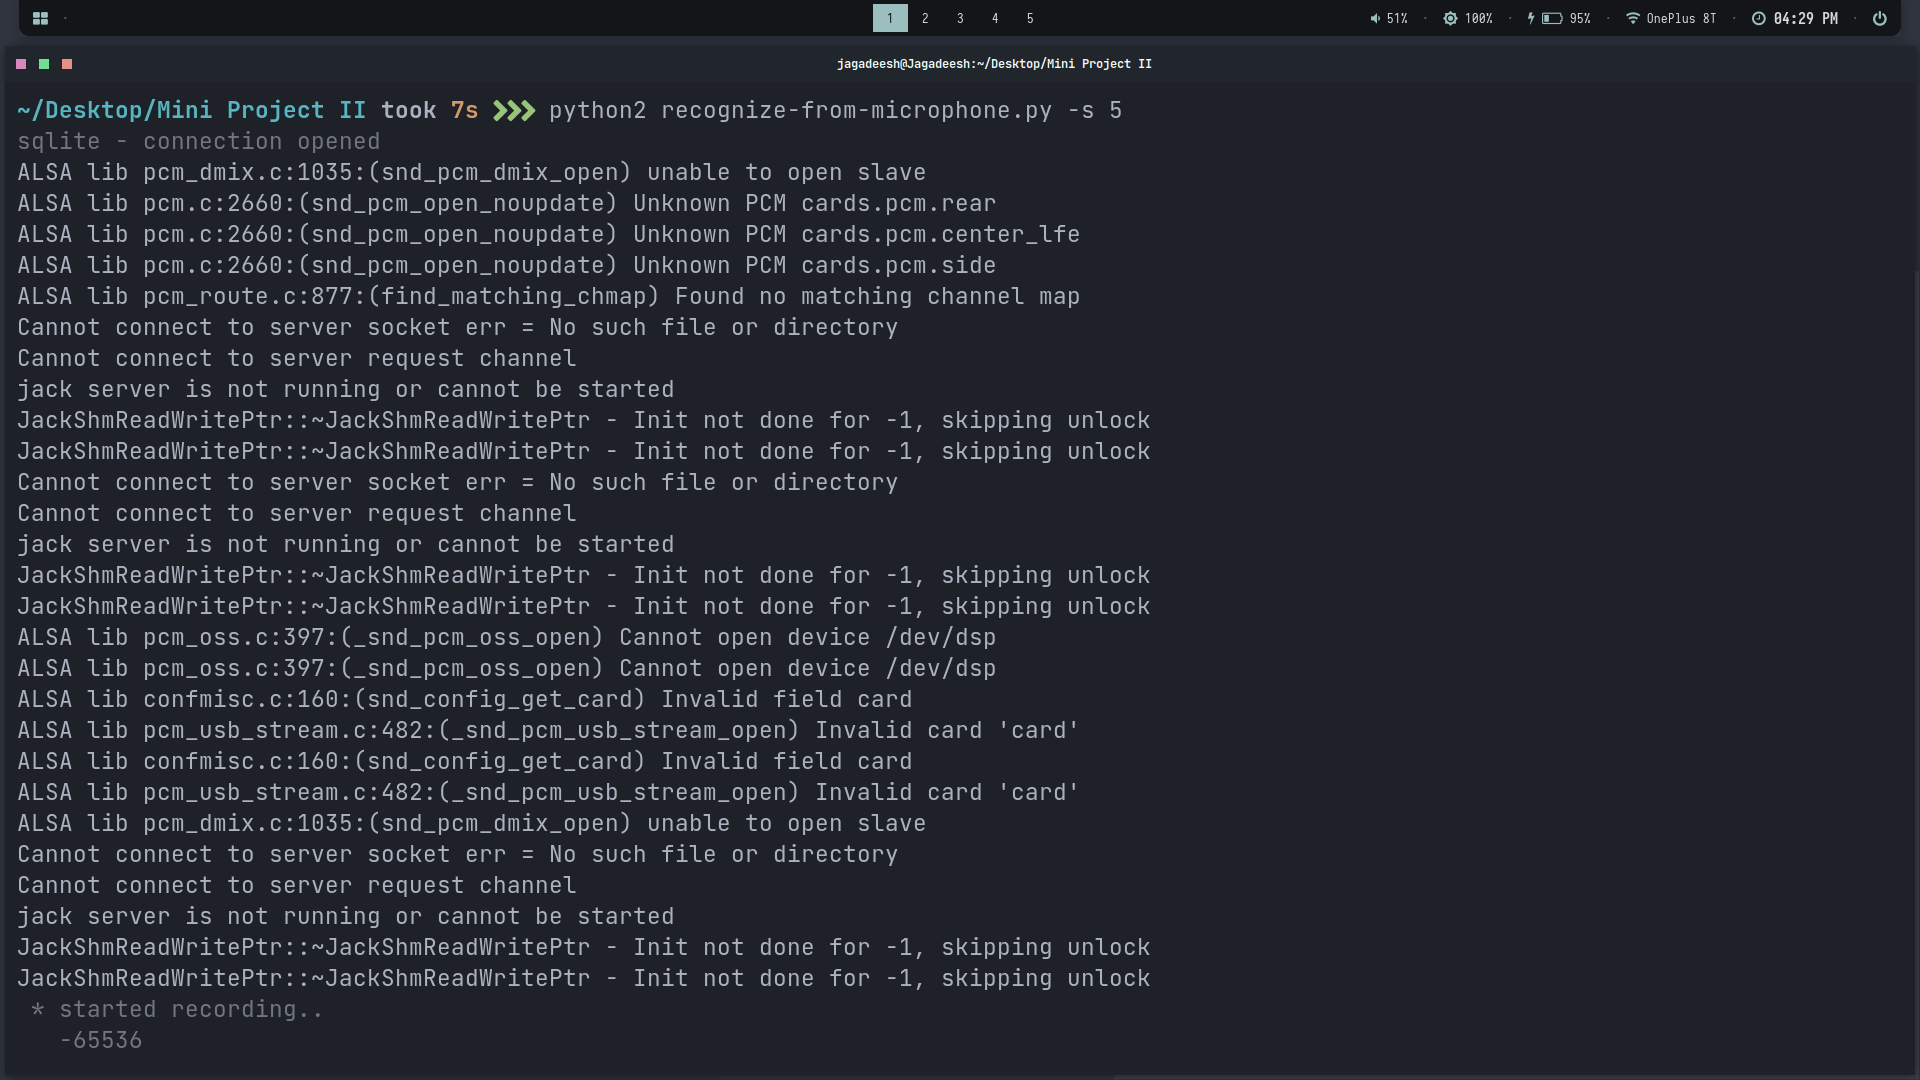 1 2 3 4 5 51% 100% 95% OnePlus 8T 04:29 PM
jagadeesh@Jagadeesh:~/Desktop/Mini Project II
~/Desktop/Mini Project II took 7s ❯❯❯ python2 recognize-from-microphone.py -s 5
sqlite - connection opened
ALSA lib pcm_dmix.c:1035:(snd_pcm_dmix_open) unable to open slave
ALSA lib pcm.c:2660:(snd_pcm_open_noupdate) Unknown PCM cards.pcm.rear
ALSA lib pcm.c:2660:(snd_pcm_open_noupdate) Unknown PCM cards.pcm.center_lfe
ALSA lib pcm.c:2660:(snd_pcm_open_noupdate) Unknown PCM cards.pcm.side
ALSA lib pcm_route.c:877:(find_matching_chmap) Found no matching channel map
Cannot connect to server socket err = No such file or directory
Cannot connect to server request channel
jack server is not running or cannot be started
JackShmReadWritePtr::~JackShmReadWritePtr - Init not done for -1, skipping unlock
JackShmReadWritePtr::~JackShmReadWritePtr - Init not done for -1, skipping unlock
Cannot connect to server socket err = No such file or directory
Cannot connect to server request channel
jack server is not running or cannot be started
JackShmReadWritePtr::~JackShmReadWritePtr - Init not done for -1, skipping unlock
JackShmReadWritePtr::~JackShmReadWritePtr - Init not done for -1, skipping unlock
ALSA lib pcm_oss.c:397:(_snd_pcm_oss_open) Cannot open device /dev/dsp
ALSA lib pcm_oss.c:397:(_snd_pcm_oss_open) Cannot open device /dev/dsp
ALSA lib confmisc.c:160:(snd_config_get_card) Invalid field card
ALSA lib pcm_usb_stream.c:482:(_snd_pcm_usb_stream_open) Invalid card 'card'
ALSA lib confmisc.c:160:(snd_config_get_card) Invalid field card
ALSA lib pcm_usb_stream.c:482:(_snd_pcm_usb_stream_open) Invalid card 'card'
ALSA lib pcm_dmix.c:1035:(snd_pcm_dmix_open) unable to open slave
Cannot connect to server socket err = No such file or directory
Cannot connect to server request channel
jack server is not running or cannot be started
JackShmReadWritePtr::~JackShmReadWritePtr - Init not done for -1, skipping unlock
JackShmReadWritePtr::~JackShmReadWritePtr - Init not done for -1, skipping unlock
* started recording..
-65536